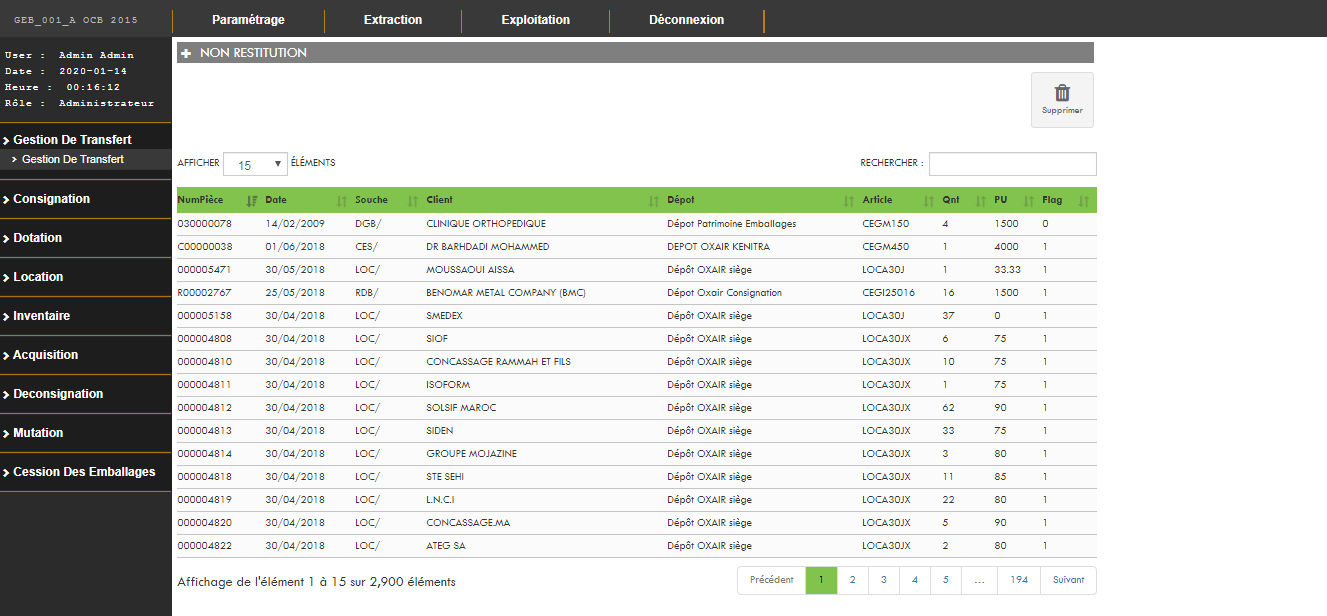 GEB_001_A OCB 2015 Paramétrage Extraction Exploitation Déconnexion
User : Admin Admin
Date : 2020-01-14
Heure : 00:16:12
Rôle : Administrateur
Gestion De Transfert
Gestion De Transfert
Consignation
Dotation
Location
Inventaire
Acquisition
Deconsignation
Mutation
Cession Des Emballages
NON RESTITUTION
Supprimer
AFFICHER 15 ÉLÉMENTS RECHERCHER :
NumPièce Date Souche Client Dépot Article Qnt PU Flag
030000078 14/02/2009 DGB/ CLINIQUE ORTHOPEDIQUE Dépot Patrimoine Emballages CEGM150 4 1500 0
C00000038 01/06/2018 CES/ DR BARHDADI MOHAMMED DEPOT OXAIR KENITRA CEGM450 1 4000 1
000005471 30/05/2018 LOC/ MOUSSAOUI AISSA Dépôt OXAIR siège LOCA30J 1 33.33 1
R00002767 25/05/2018 RDB/ BENOMAR METAL COMPANY (BMC) Dépot Oxair Consignation CEGI25016 16 1500 1
000005158 30/04/2018 LOC/ SMEDEX Dépôt OXAIR siège LOCA30J 37 0 1
000004808 30/04/2018 LOC/ SIOF Dépôt OXAIR siège LOCA30JX 6 75 1
000004810 30/04/2018 LOC/ CONCASSAGE RAMMAH ET FILS Dépôt OXAIR siège LOCA30JX 10 75 1
000004811 30/04/2018 LOC/ ISOFORM Dépôt OXAIR siège LOCA30JX 1 75 1
000004812 30/04/2018 LOC/ SOLSIF MAROC Dépôt OXAIR siège LOCA30JX 62 90 1
000004813 30/04/2018 LOC/ SIDEN Dépôt OXAIR siège LOCA30JX 33 75 1
000004814 30/04/2018 LOC/ GROUPE MOJAZINE Dépôt OXAIR siège LOCA30JX 3 80 1
000004818 30/04/2018 LOC/ STE SEHI Dépôt OXAIR siège LOCA30JX 11 85 1
000004819 30/04/2018 LOC/ L.N.C.I Dépôt OXAIR siège LOCA30JX 22 80 1
000004820 30/04/2018 LOC/ CONCASSAGE.MA Dépôt OXAIR siège LOCA30JX 5 90 1
000004822 30/04/2018 LOC/ ATEG SA Dépôt OXAIR siège LOCA30JX 2 80 1
Affichage de l'élément 1 à 15 sur 2,900 éléments Précédent 1 2 3 4 5 ... 194 Suivant